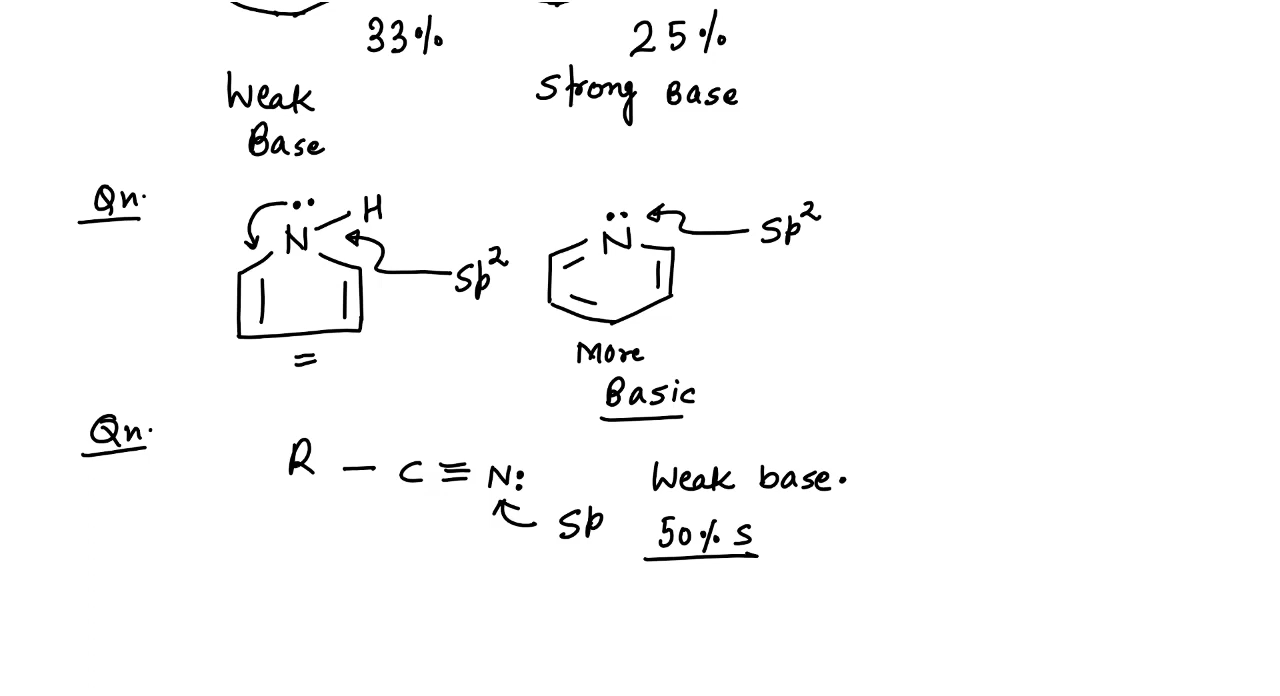 33% 25%
Weak Strong Base
Base
Qn.
N H Sp² N Sp²
=
More
Basic
Qn.
R — C ≡ N: Weak base.
Sp 50% s